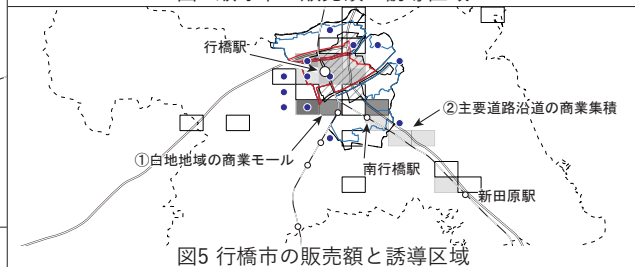 行橋駅
②主要道路沿道の商業集積
①白地地域の商業モール
南行橋駅
新田原駅
図5 行橋市の販売額と誘導区域